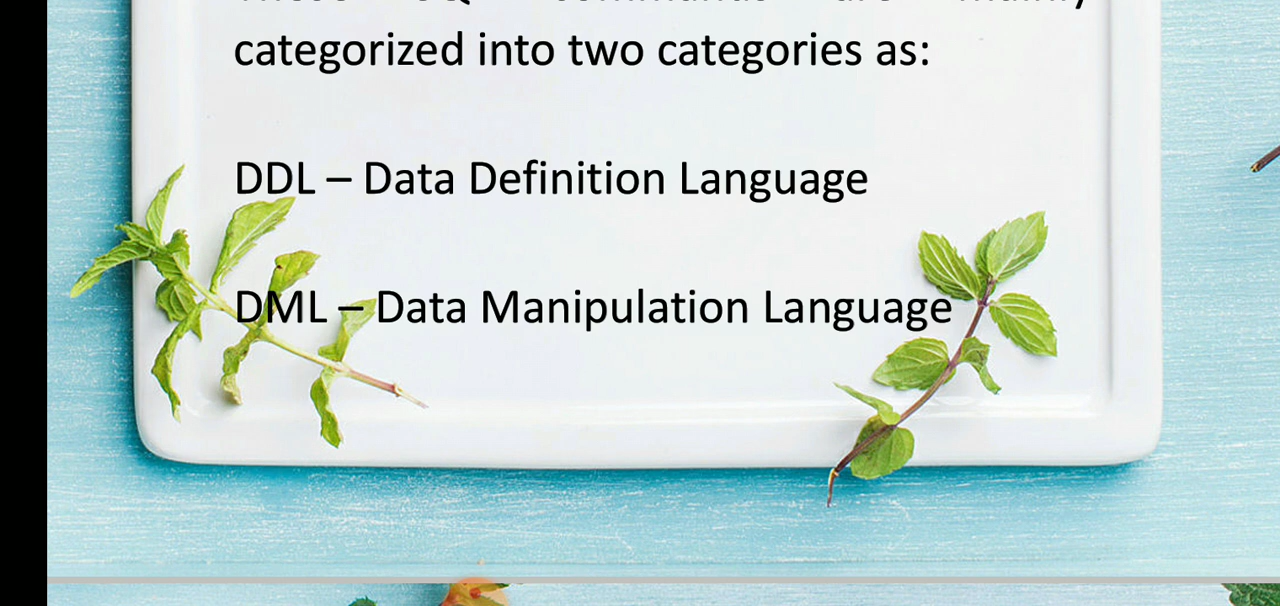 categorized into two categories as:
DDL – Data Definition Language
DML – Data Manipulation Language